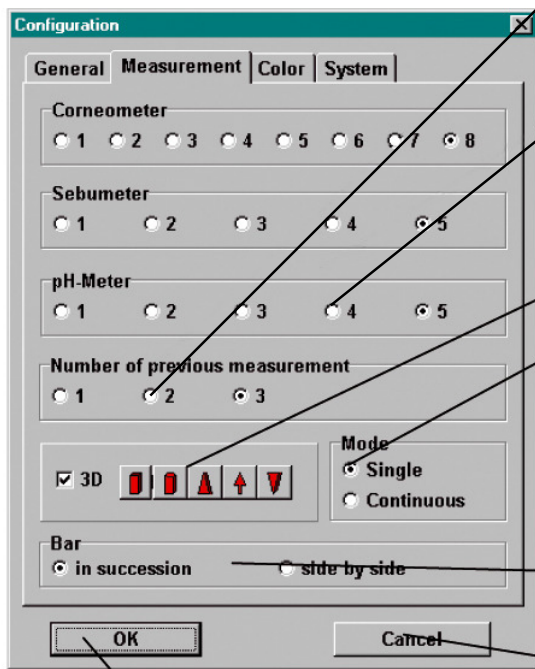 Configuration
General Measurement Color System
Corneometer
1 2 3 4 5 6 7 8
Sebumeter
1 2 3 4 5
pH-Meter
1 2 3 4 5
Number of previous measurement
1 2 3
3D
Mode
Single
Continuous
Bar
in succession side by side
OK Cancel